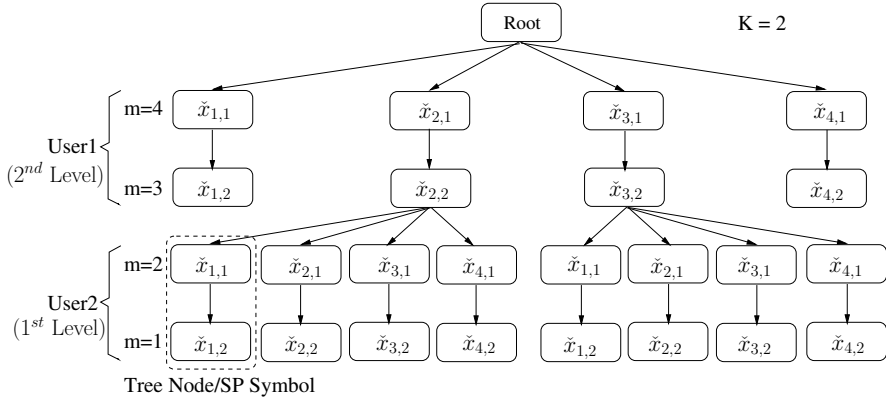 Root
K = 2
m=4 x̌1,1 x̌2,1 x̌3,1 x̌4,1
User1
(2nd Level)
m=3 x̌1,2 x̌2,2 x̌3,2 x̌4,2
m=2 x̌1,1 x̌2,1 x̌3,1 x̌4,1 x̌1,1 x̌2,1 x̌3,1 x̌4,1
User2
(1st Level)
m=1 x̌1,2 x̌2,2 x̌3,2 x̌4,2 x̌1,2 x̌2,2 x̌3,2 x̌4,2
Tree Node/SP Symbol